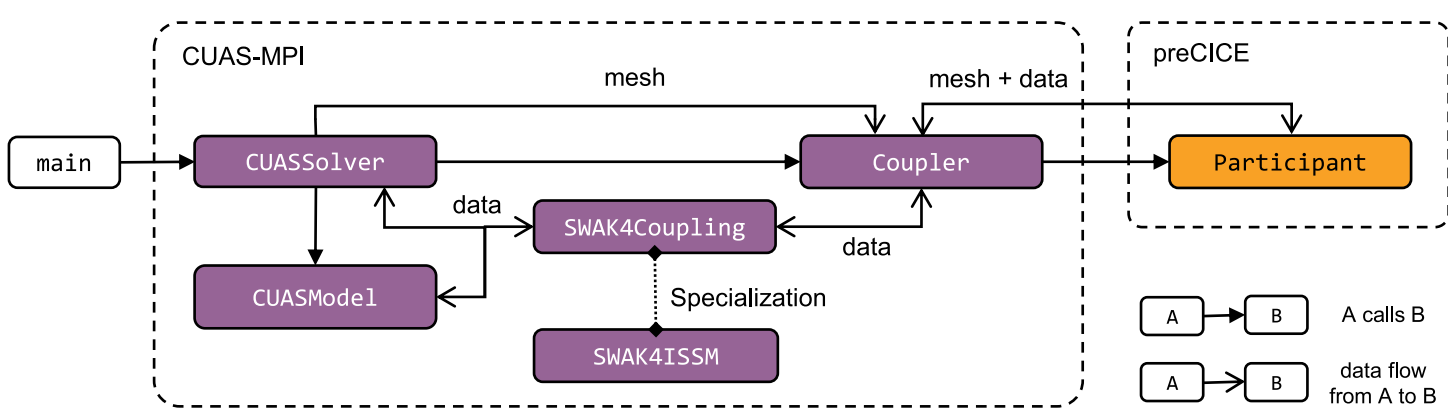 CUAS-MPI
preCICE
mesh
mesh + data
main
CUASSolver
Coupler
Participant
data
SWAK4Coupling
data
CUASModel
Specialization
SWAK4ISSM
A
B
A calls B
A
B
data flow
from A to B